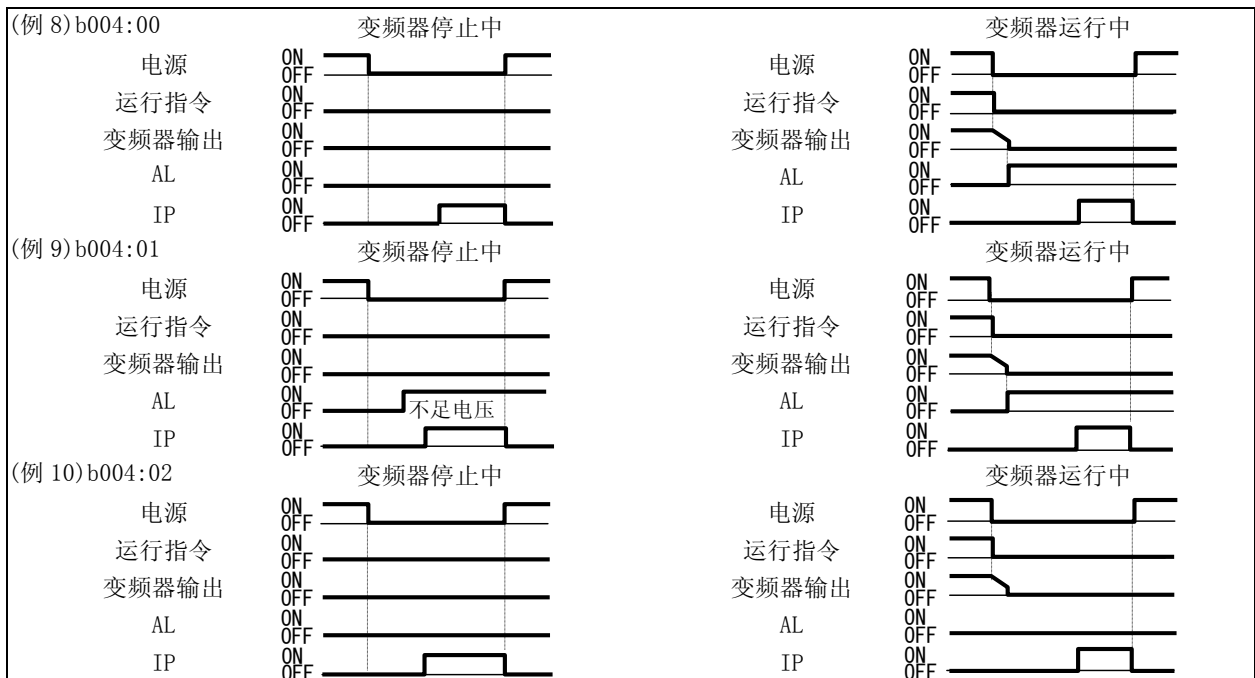 (例 8)b004:00
变频器停止中
变频器运行中
电源 ON OFF
电源 ON OFF
运行指令 ON OFF
运行指令 ON OFF
变频器输出 ON OFF
变频器输出 ON OFF
AL ON OFF
AL ON OFF
IP ON OFF
IP ON OFF
(例 9)b004:01
变频器停止中
变频器运行中
电源 ON OFF
电源 ON OFF
运行指令 ON OFF
运行指令 ON OFF
变频器输出 ON OFF
变频器输出 ON OFF
AL ON OFF 不足电压
AL ON OFF
IP ON OFF
IP ON OFF
(例 10)b004:02
变频器停止中
变频器运行中
电源 ON OFF
电源 ON OFF
运行指令 ON OFF
运行指令 ON OFF
变频器输出 ON OFF
变频器输出 ON OFF
AL ON OFF
AL ON OFF
IP ON OFF
IP ON OFF